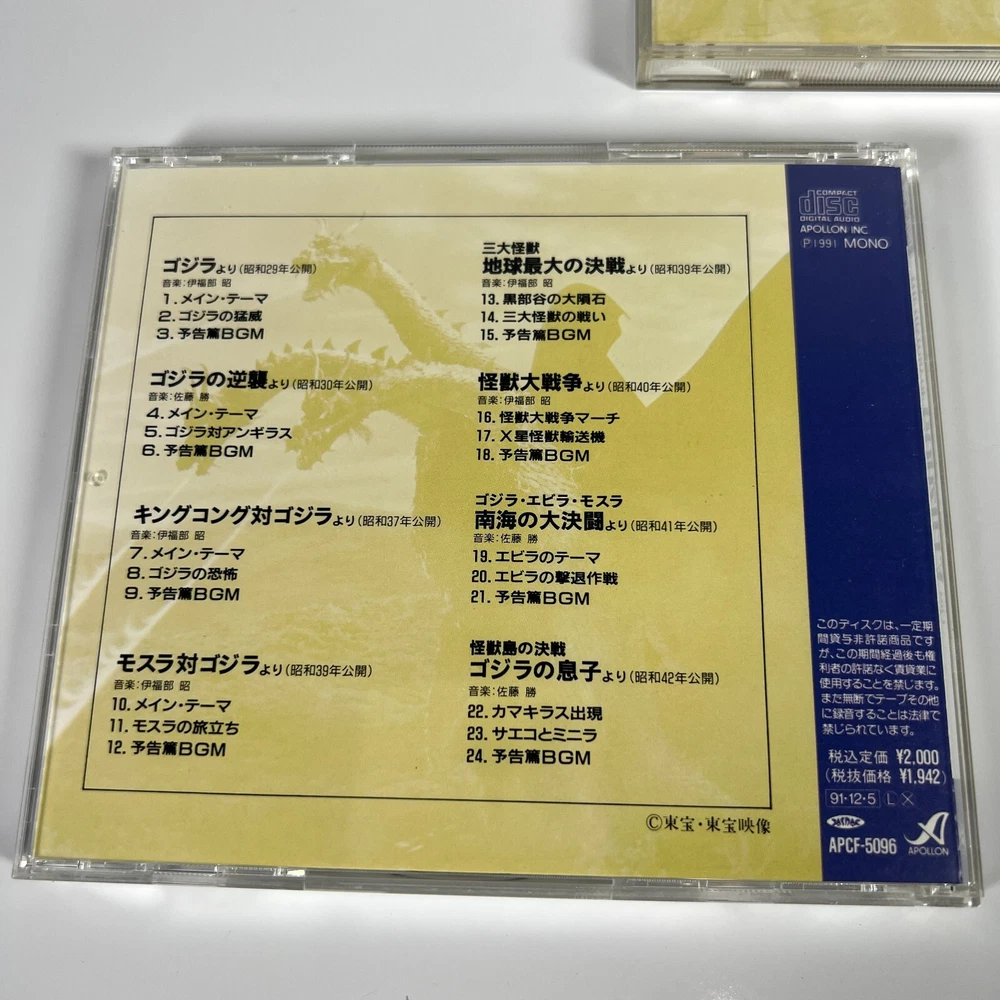 ゴジラより(昭和29年公開)
音楽:伊福部 昭
1. メイン・テーマ
2. ゴジラの猛威
3. 予告篇BGM
ゴジラの逆襲より(昭和30年公開)
音楽:佐藤 勝
4. メイン・テーマ
5. ゴジラ対アンギラス
6. 予告篇BGM
キングコング対ゴジラより(昭和37年公開)
音楽:伊福部 昭
7. メイン・テーマ
8. ゴジラの恐怖
9. 予告篇BGM
モスラ対ゴジラより(昭和39年公開)
音楽:伊福部 昭
10. メイン・テーマ
11. モスラの旅立ち
12. 予告篇BGM
三大怪獣
地球最大の決戦より(昭和39年公開)
音楽:伊福部 昭
13. 黒部谷の大隕石
14. 三大怪獣の戦い
15. 予告篇BGM
怪獣大戦争より(昭和40年公開)
音楽:伊福部 昭
16. 怪獣大戦争マーチ
17. X星怪獣輸送機
18. 予告篇BGM
ゴジラ・エビラ・モスラ
南海の大決闘より(昭和41年公開)
音楽:佐藤 勝
19. エビラのテーマ
20. エビラの撃退作戦
21. 予告篇BGM
怪獣島の決戦
ゴジラの息子より(昭和42年公開)
音楽:佐藤 勝
22. カマキラス出現
23. サエコとミニラ
24. 予告篇BGM
©東宝・東宝映像
COMPACT
disc
DIGITAL AUDIO
APOLLON INC.
Ⓟ1991 MONO
このディスクは、一定期
間貸与非許諾商品です
が、この期間経過後も権
利者の許諾なく賃貸業に
使用することを禁じます。
また無断でテープその他
に録音することは法律で
禁じられています。
税込定価 ¥2,000
(税抜価格 ¥1,942)
91・12・5 L X
JASRAC
APCF-5096
APOLLON